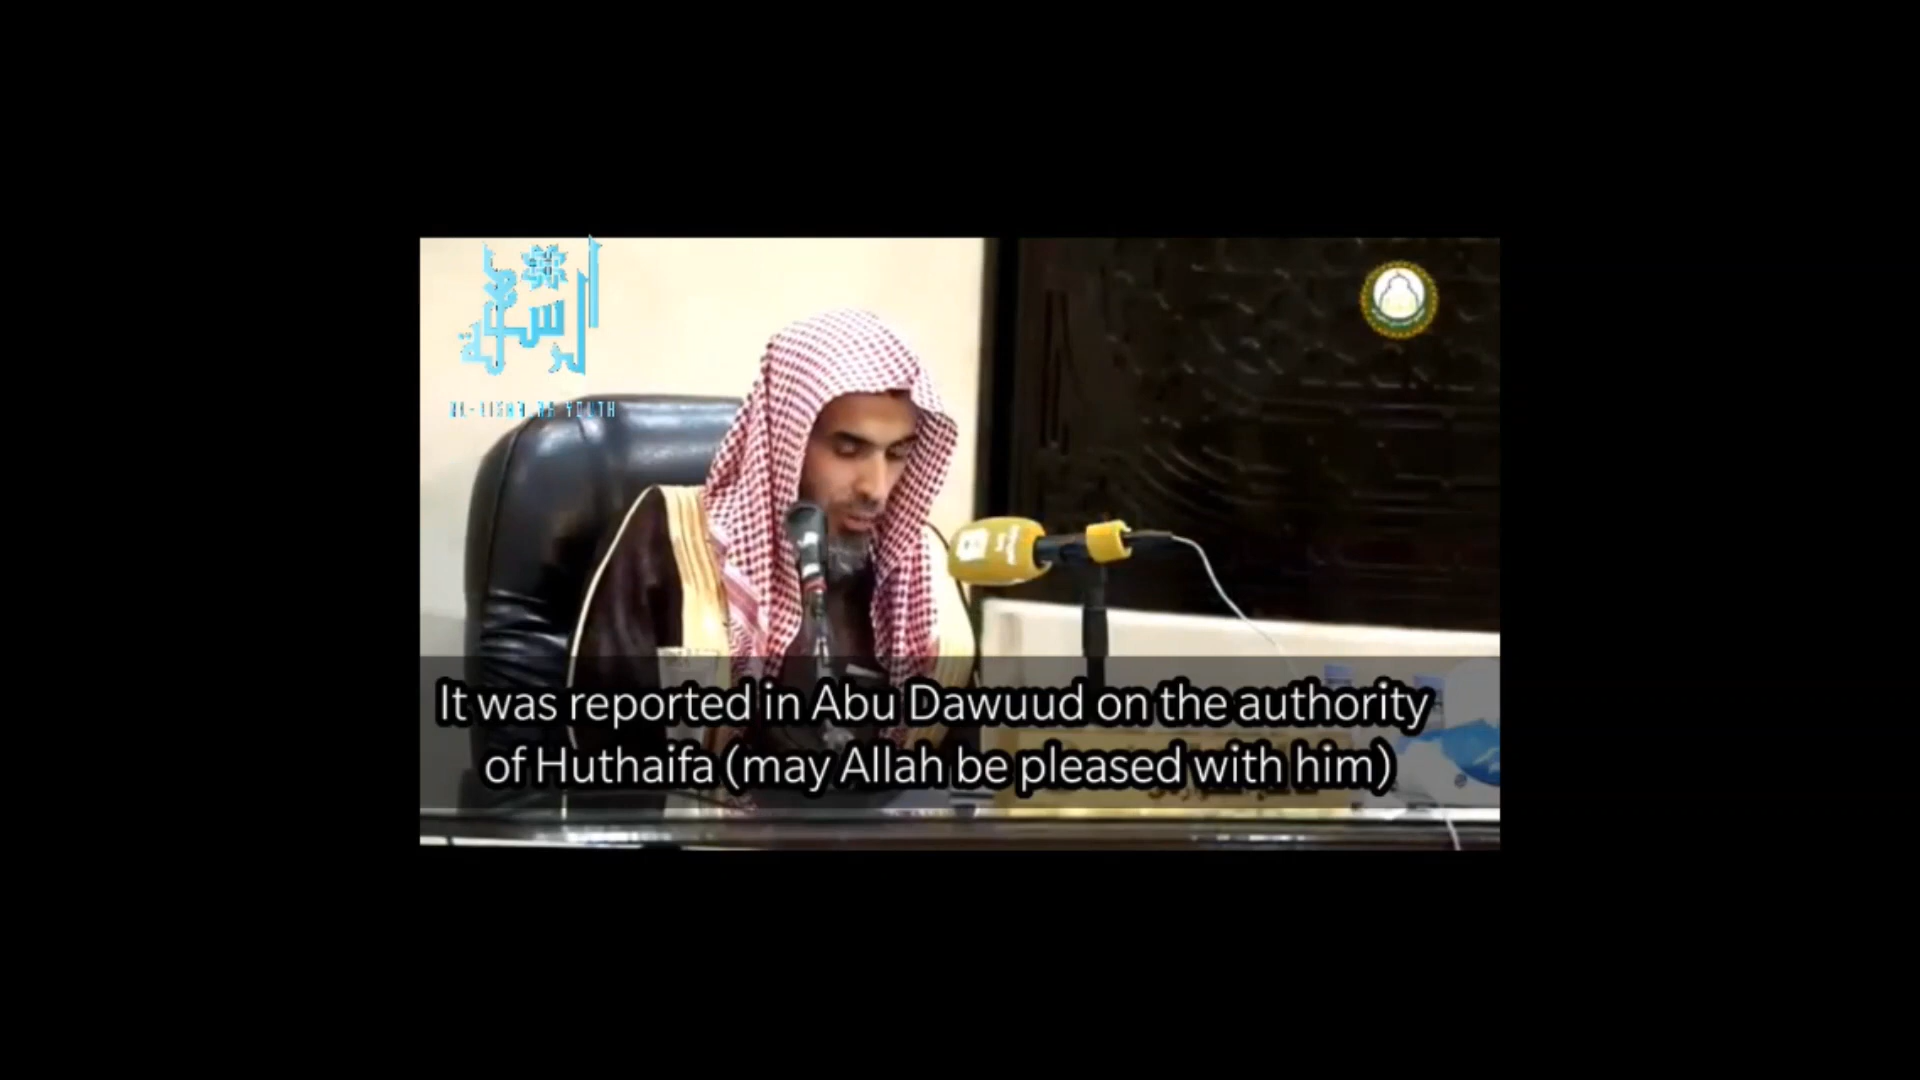 It was reported in Abu Dawuud on the authority
of Huthaifa (may Allah be pleased with him)